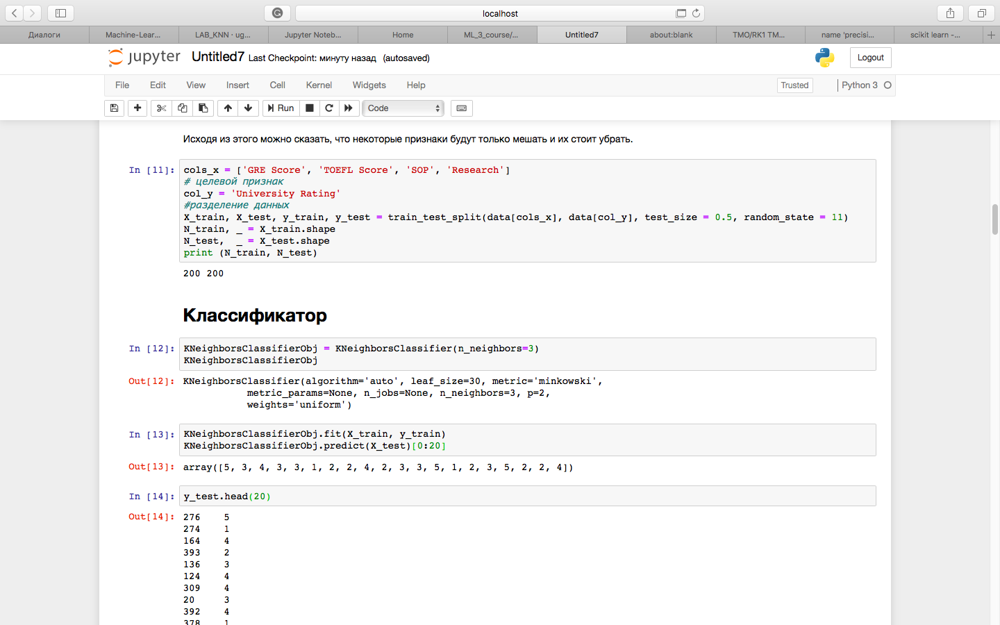 localhost
Диалоги
Machine-Lear...
LAB_KNN · ug...
Jupyter Noteb...
Home
ML_3_course/...
Untitled7
about:blank
TMO/RK1 TM...
name 'precisi...
scikit learn -...
jupyter Untitled7 Last Checkpoint: минуту назад (autosaved)
Logout
File Edit View Insert Cell Kernel Widgets Help
Trusted
Python 3
Run
Code
Исходя из этого можно сказать, что некоторые признаки будут только мешать и их стоит убрать.
In [11]: cols_x = ['GRE Score', 'TOEFL Score', 'SOP', 'Research']
# целевой признак
col_y = 'University Rating'
#разделение данных
X_train, X_test, y_train, y_test = train_test_split(data[cols_x], data[col_y], test_size = 0.5, random_state = 11)
N_train, _ = X_train.shape
N_test,  _ = X_test.shape
print (N_train, N_test)
200 200
Классификатор
In [12]: KNeighborsClassifierObj = KNeighborsClassifier(n_neighbors=3)
KNeighborsClassifierObj
Out[12]: KNeighborsClassifier(algorithm='auto', leaf_size=30, metric='minkowski',
metric_params=None, n_jobs=None, n_neighbors=3, p=2,
weights='uniform')
In [13]: KNeighborsClassifierObj.fit(X_train, y_train)
KNeighborsClassifierObj.predict(X_test)[0:20]
Out[13]: array([5, 3, 4, 3, 3, 1, 2, 2, 4, 2, 3, 3, 5, 1, 2, 3, 5, 2, 2, 4])
In [14]: y_test.head(20)
Out[14]: 276    5
274    1
164    4
393    2
136    3
124    4
309    4
20     3
392    4
378    1